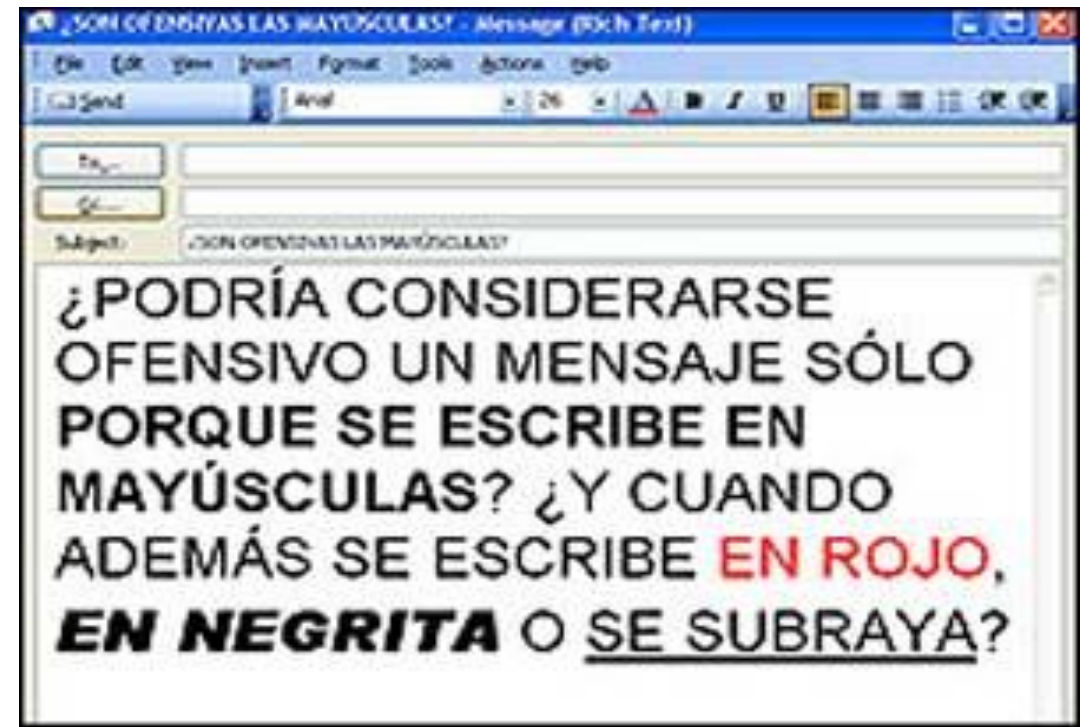 ¿SON OFENSIVAS LAS MAYÚSCULAS? - Message (Rich Text)
File Edit View Insert Format Tools Actions Help
Send Arial 26 A B I U
To...
Cc...
Subject: ¿SON OFENSIVAS LAS MAYÚSCULAS?
¿PODRÍA CONSIDERARSE
OFENSIVO UN MENSAJE SÓLO
PORQUE SE ESCRIBE EN
MAYÚSCULAS? ¿Y CUANDO
ADEMÁS SE ESCRIBE EN ROJO,
EN NEGRITA O SE SUBRAYA?